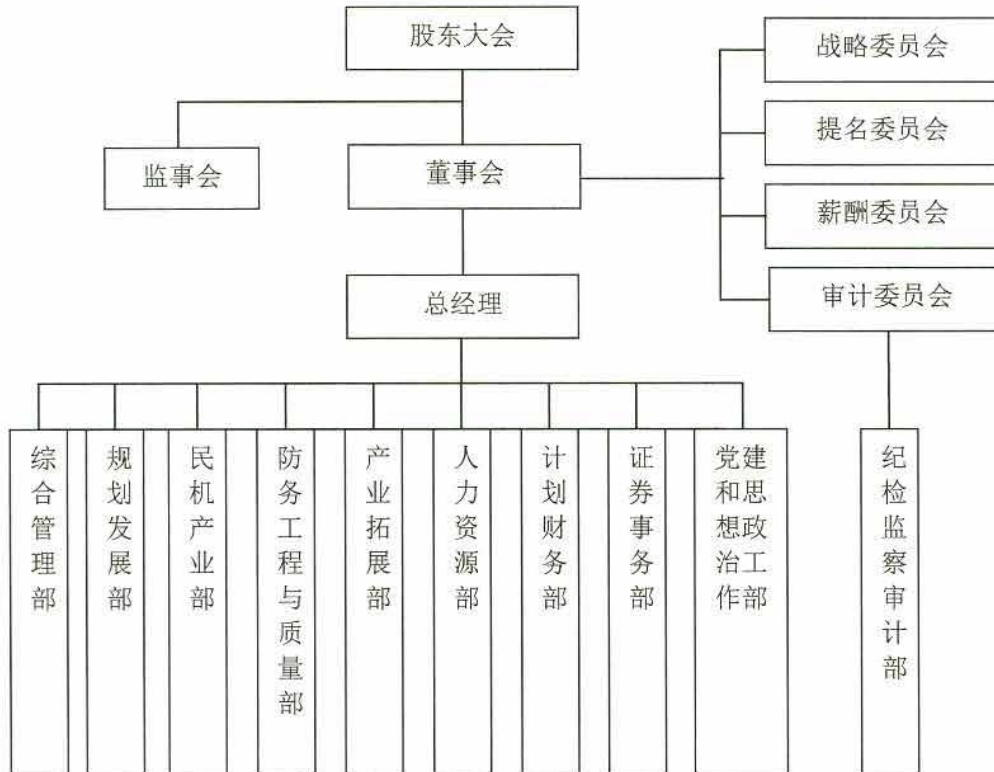 股东大会
战略委员会
提名委员会
监事会
董事会
薪酬委员会
总经理
审计委员会
综合管理部
规划发展部
民机产业部
防务工程与质量部
产业拓展部
人力资源部
计划财务部
证券事务部
党建和思想政治工作部
纪检监察审计部